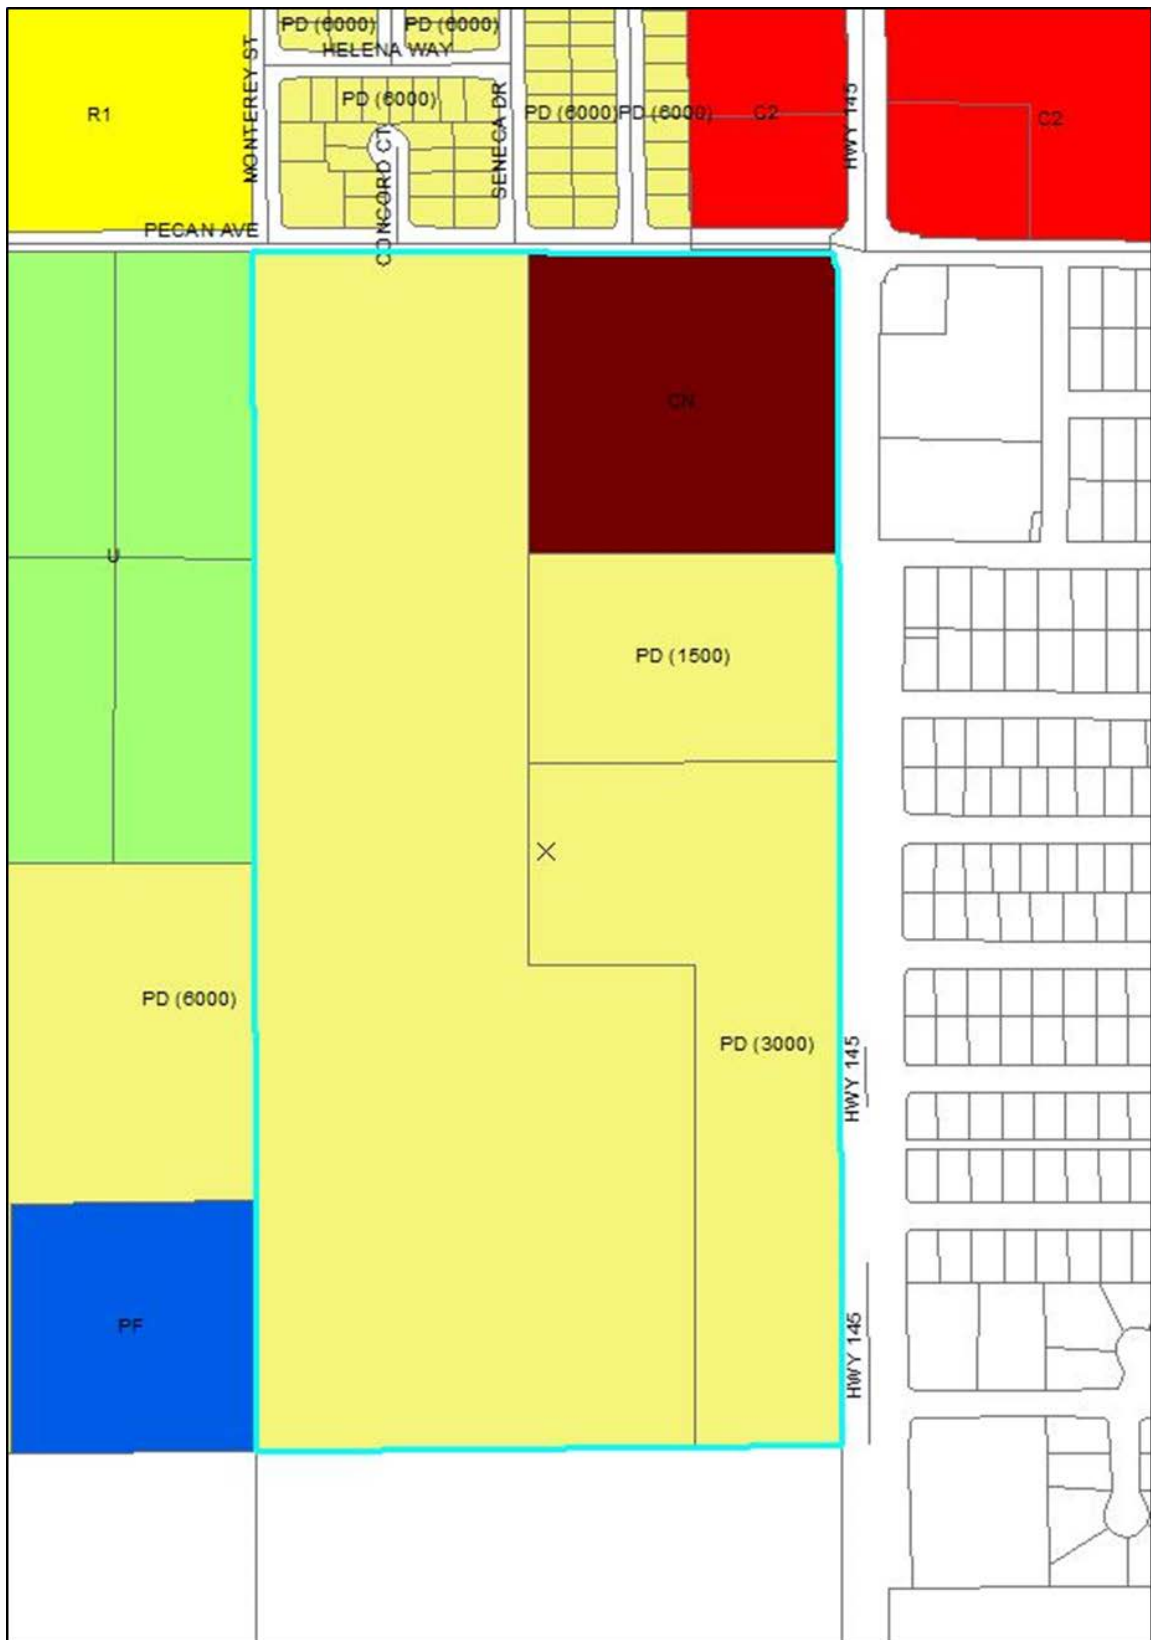 PD (6000)
PD (6000)
HELENA WAY
MONTEREY ST
R1
PD (6000)
SENECA DR
PD (6000)
PD (6000)
C2
HWY 145
C2
CONCORD CT
PECAN AVE
CN
U
PD (1500)
PD (6000)
PD (3000)
HWY 145
PF
HWY 145